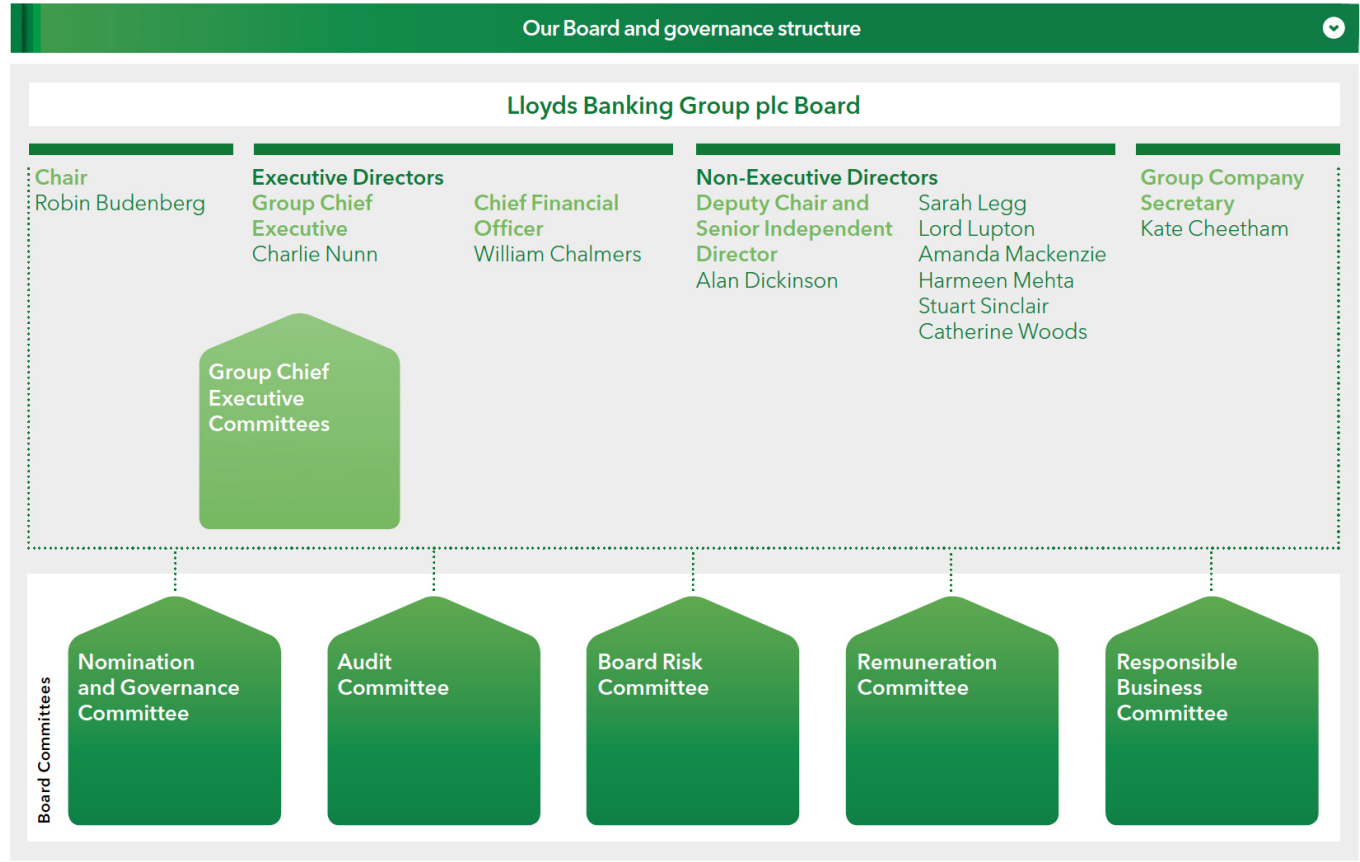 Our Board and governance structure
Lloyds Banking Group plc Board
Chair
Robin Budenberg
Executive Directors
Group Chief
Executive
Charlie Nunn
Chief Financial
Officer
William Chalmers
Non-Executive Directors
Deputy Chair and
Senior Independent
Director
Alan Dickinson
Sarah Legg
Lord Lupton
Amanda Mackenzie
Harmeen Mehta
Stuart Sinclair
Catherine Woods
Group Company
Secretary
Kate Cheetham
Group Chief
Executive
Committees
Board Committees
Nomination
and Governance
Committee
Audit
Committee
Board Risk
Committee
Remuneration
Committee
Responsible
Business
Committee